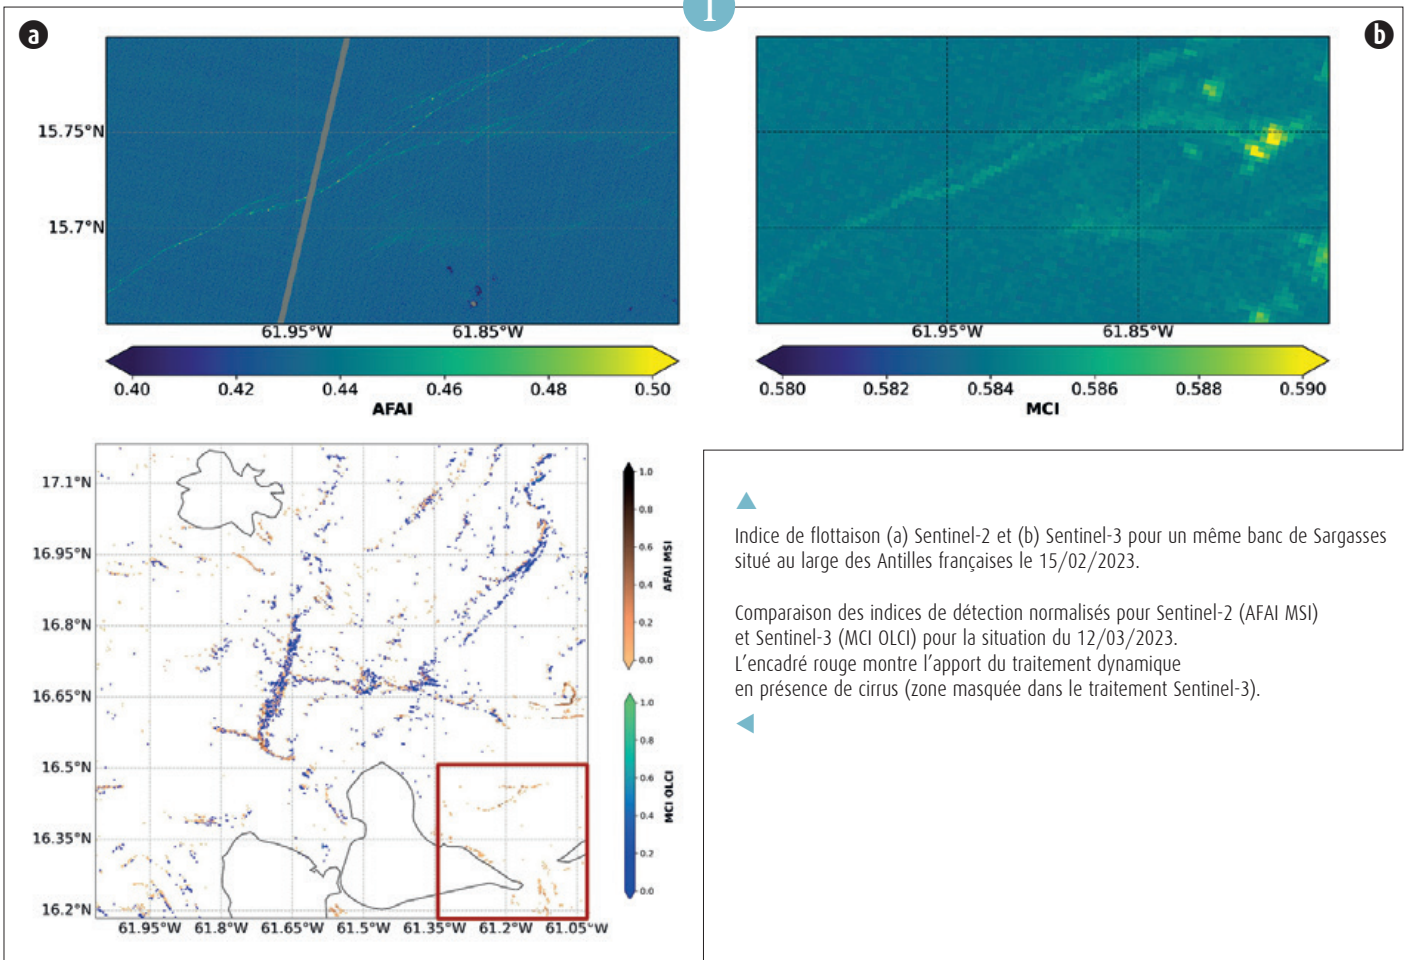 1
a
b
15.75°N
15.7°N
61.95°W 61.85°W
61.95°W 61.85°W
0.40 0.42 0.44 0.46 0.48 0.50
AFAI
0.580 0.582 0.584 0.586 0.588 0.590
MCI
17.1°N
16.95°N
16.8°N
16.65°N
16.5°N
16.35°N
16.2°N
61.95°W 61.8°W 61.65°W 61.5°W 61.35°W 61.2°W 61.05°W
1.0
0.8
0.6
0.4
0.2
0.0
AFAI MSI
1.0
0.8
0.6
0.4
0.2
0.0
MCI OLCI
Indice de flottaison (a) Sentinel-2 et (b) Sentinel-3 pour un même banc de Sargasses
situé au large des Antilles françaises le 15/02/2023.
Comparaison des indices de détection normalisés pour Sentinel-2 (AFAI MSI)
et Sentinel-3 (MCI OLCI) pour la situation du 12/03/2023.
L'encadré rouge montre l'apport du traitement dynamique
en présence de cirrus (zone masquée dans le traitement Sentinel-3).